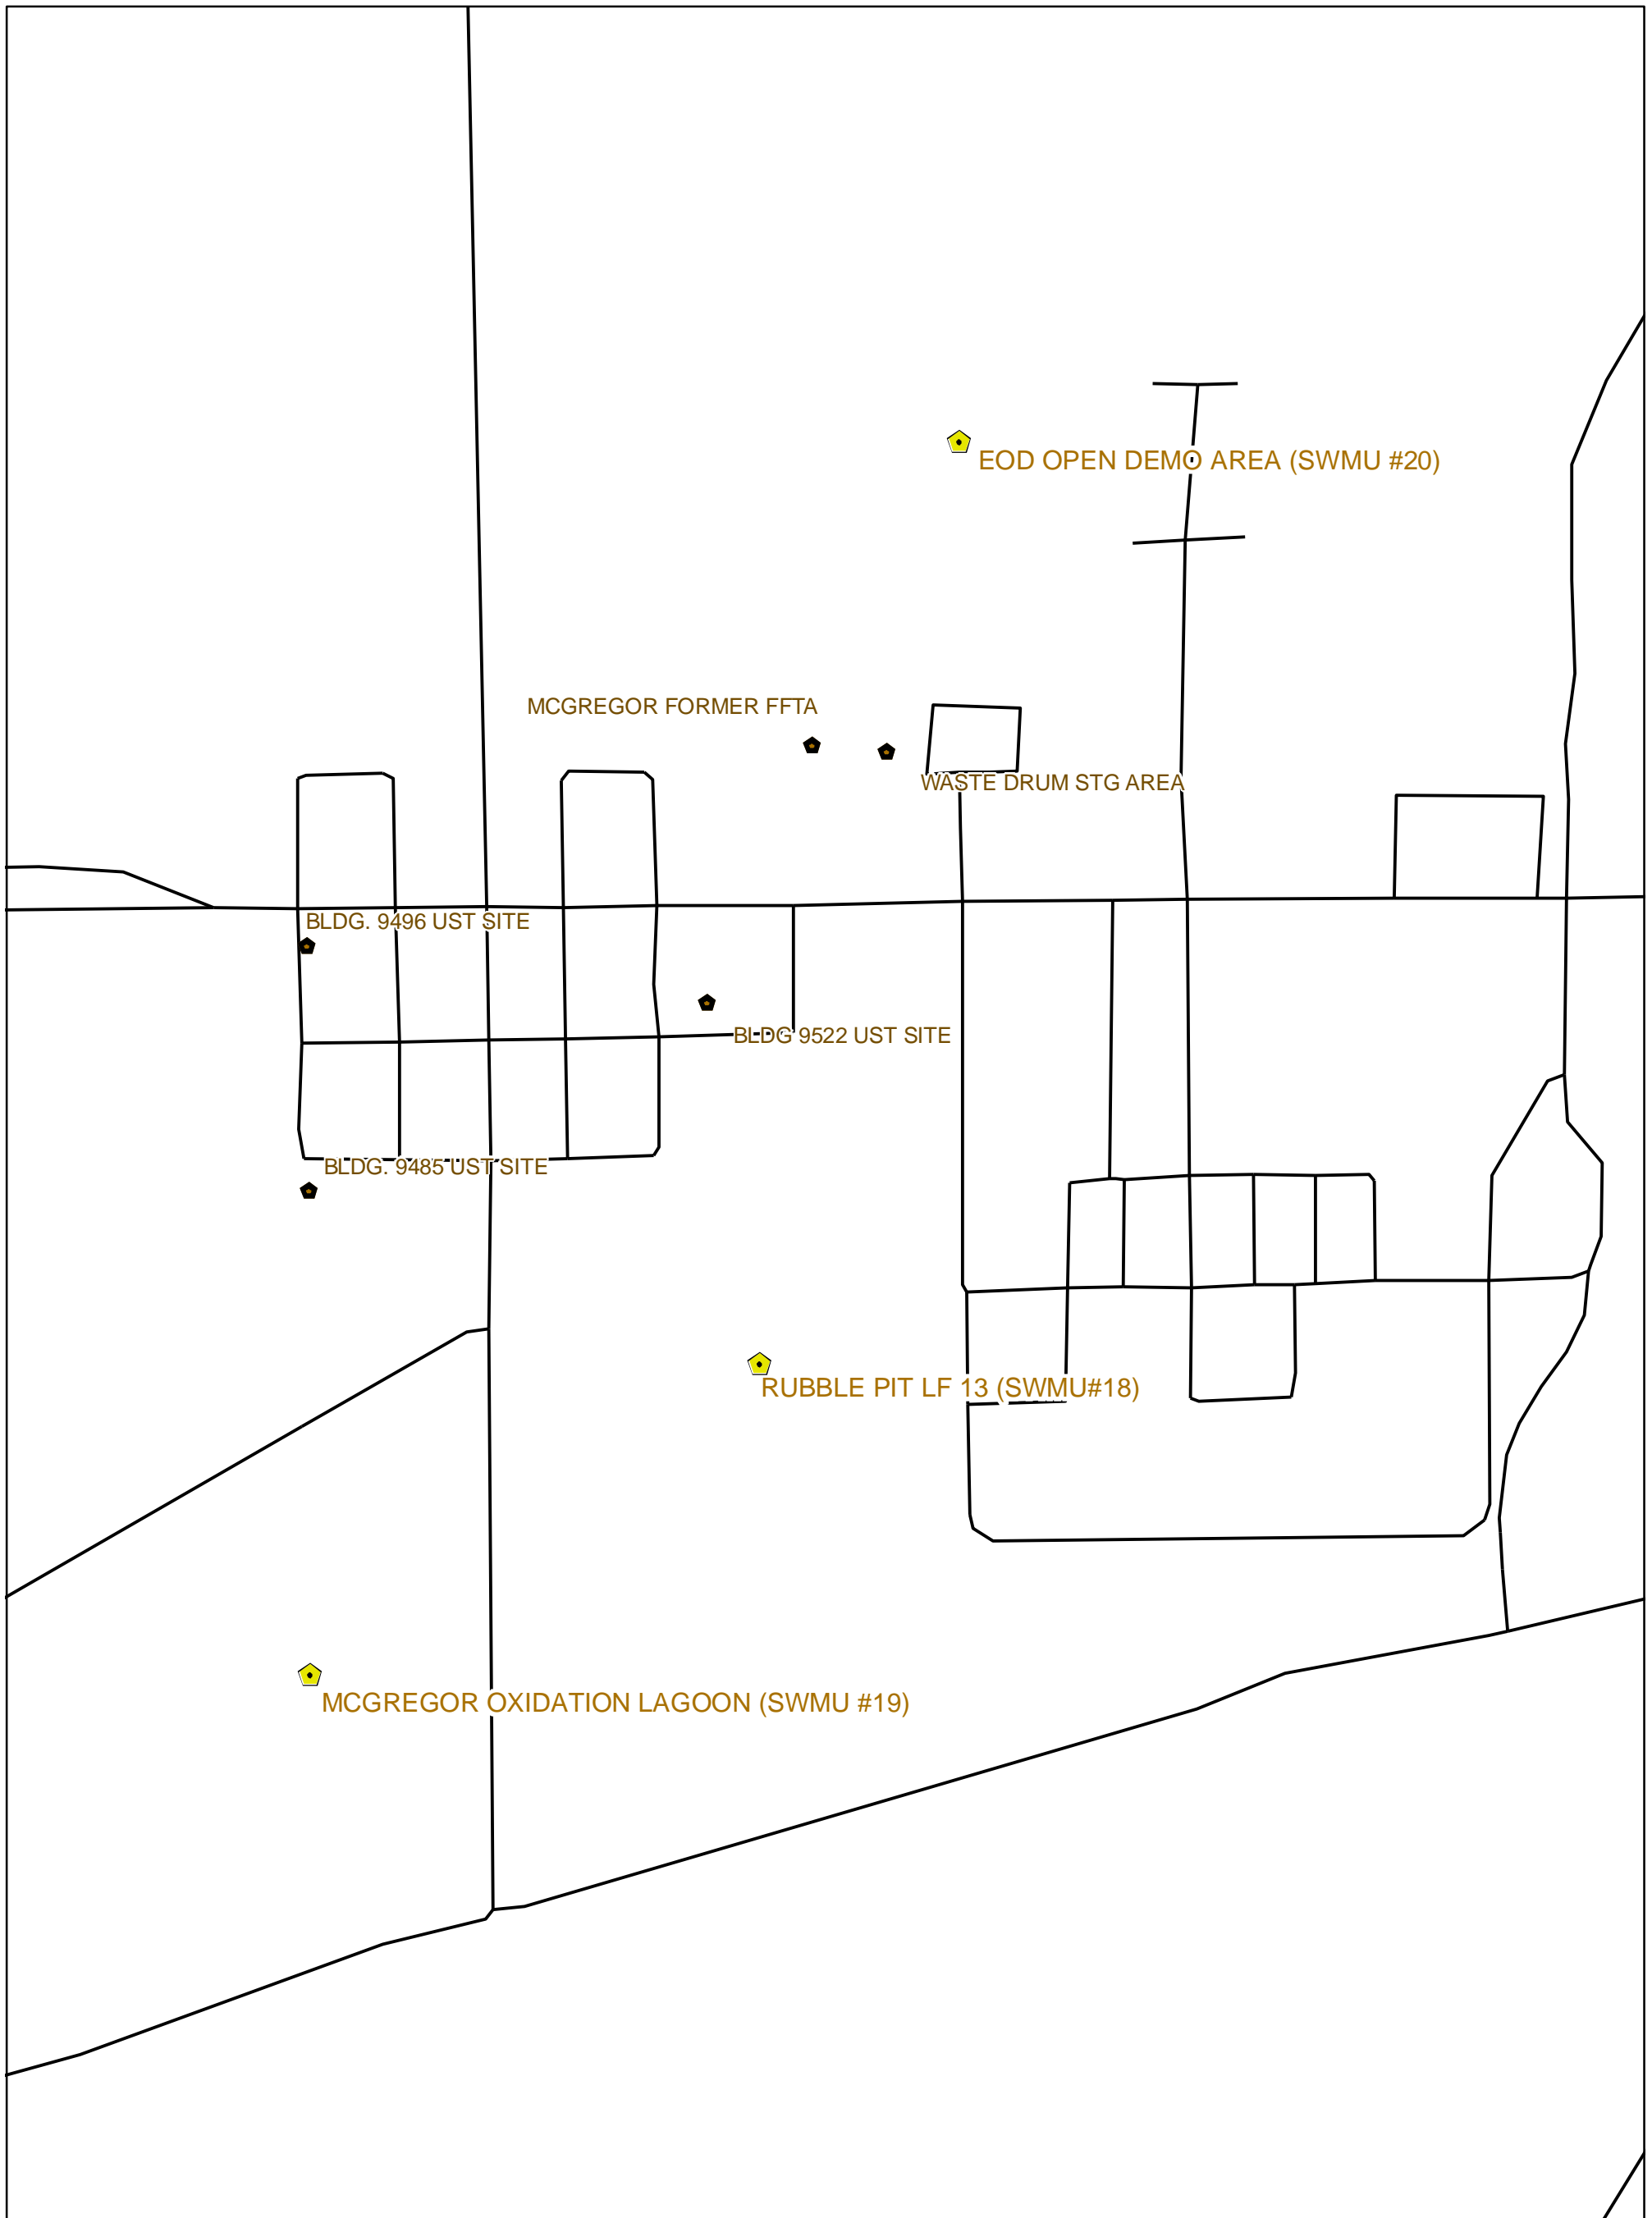 EOD OPEN DEMO AREA (SWMU #20)
MCGREGOR FORMER FFTA
WASTE DRUM STG AREA
BLDG. 9496 UST SITE
BLDG 9522 UST SITE
BLDG. 9485 UST SITE
RUBBLE PIT LF 13 (SWMU#18)
MCGREGOR OXIDATION LAGOON (SWMU #19)